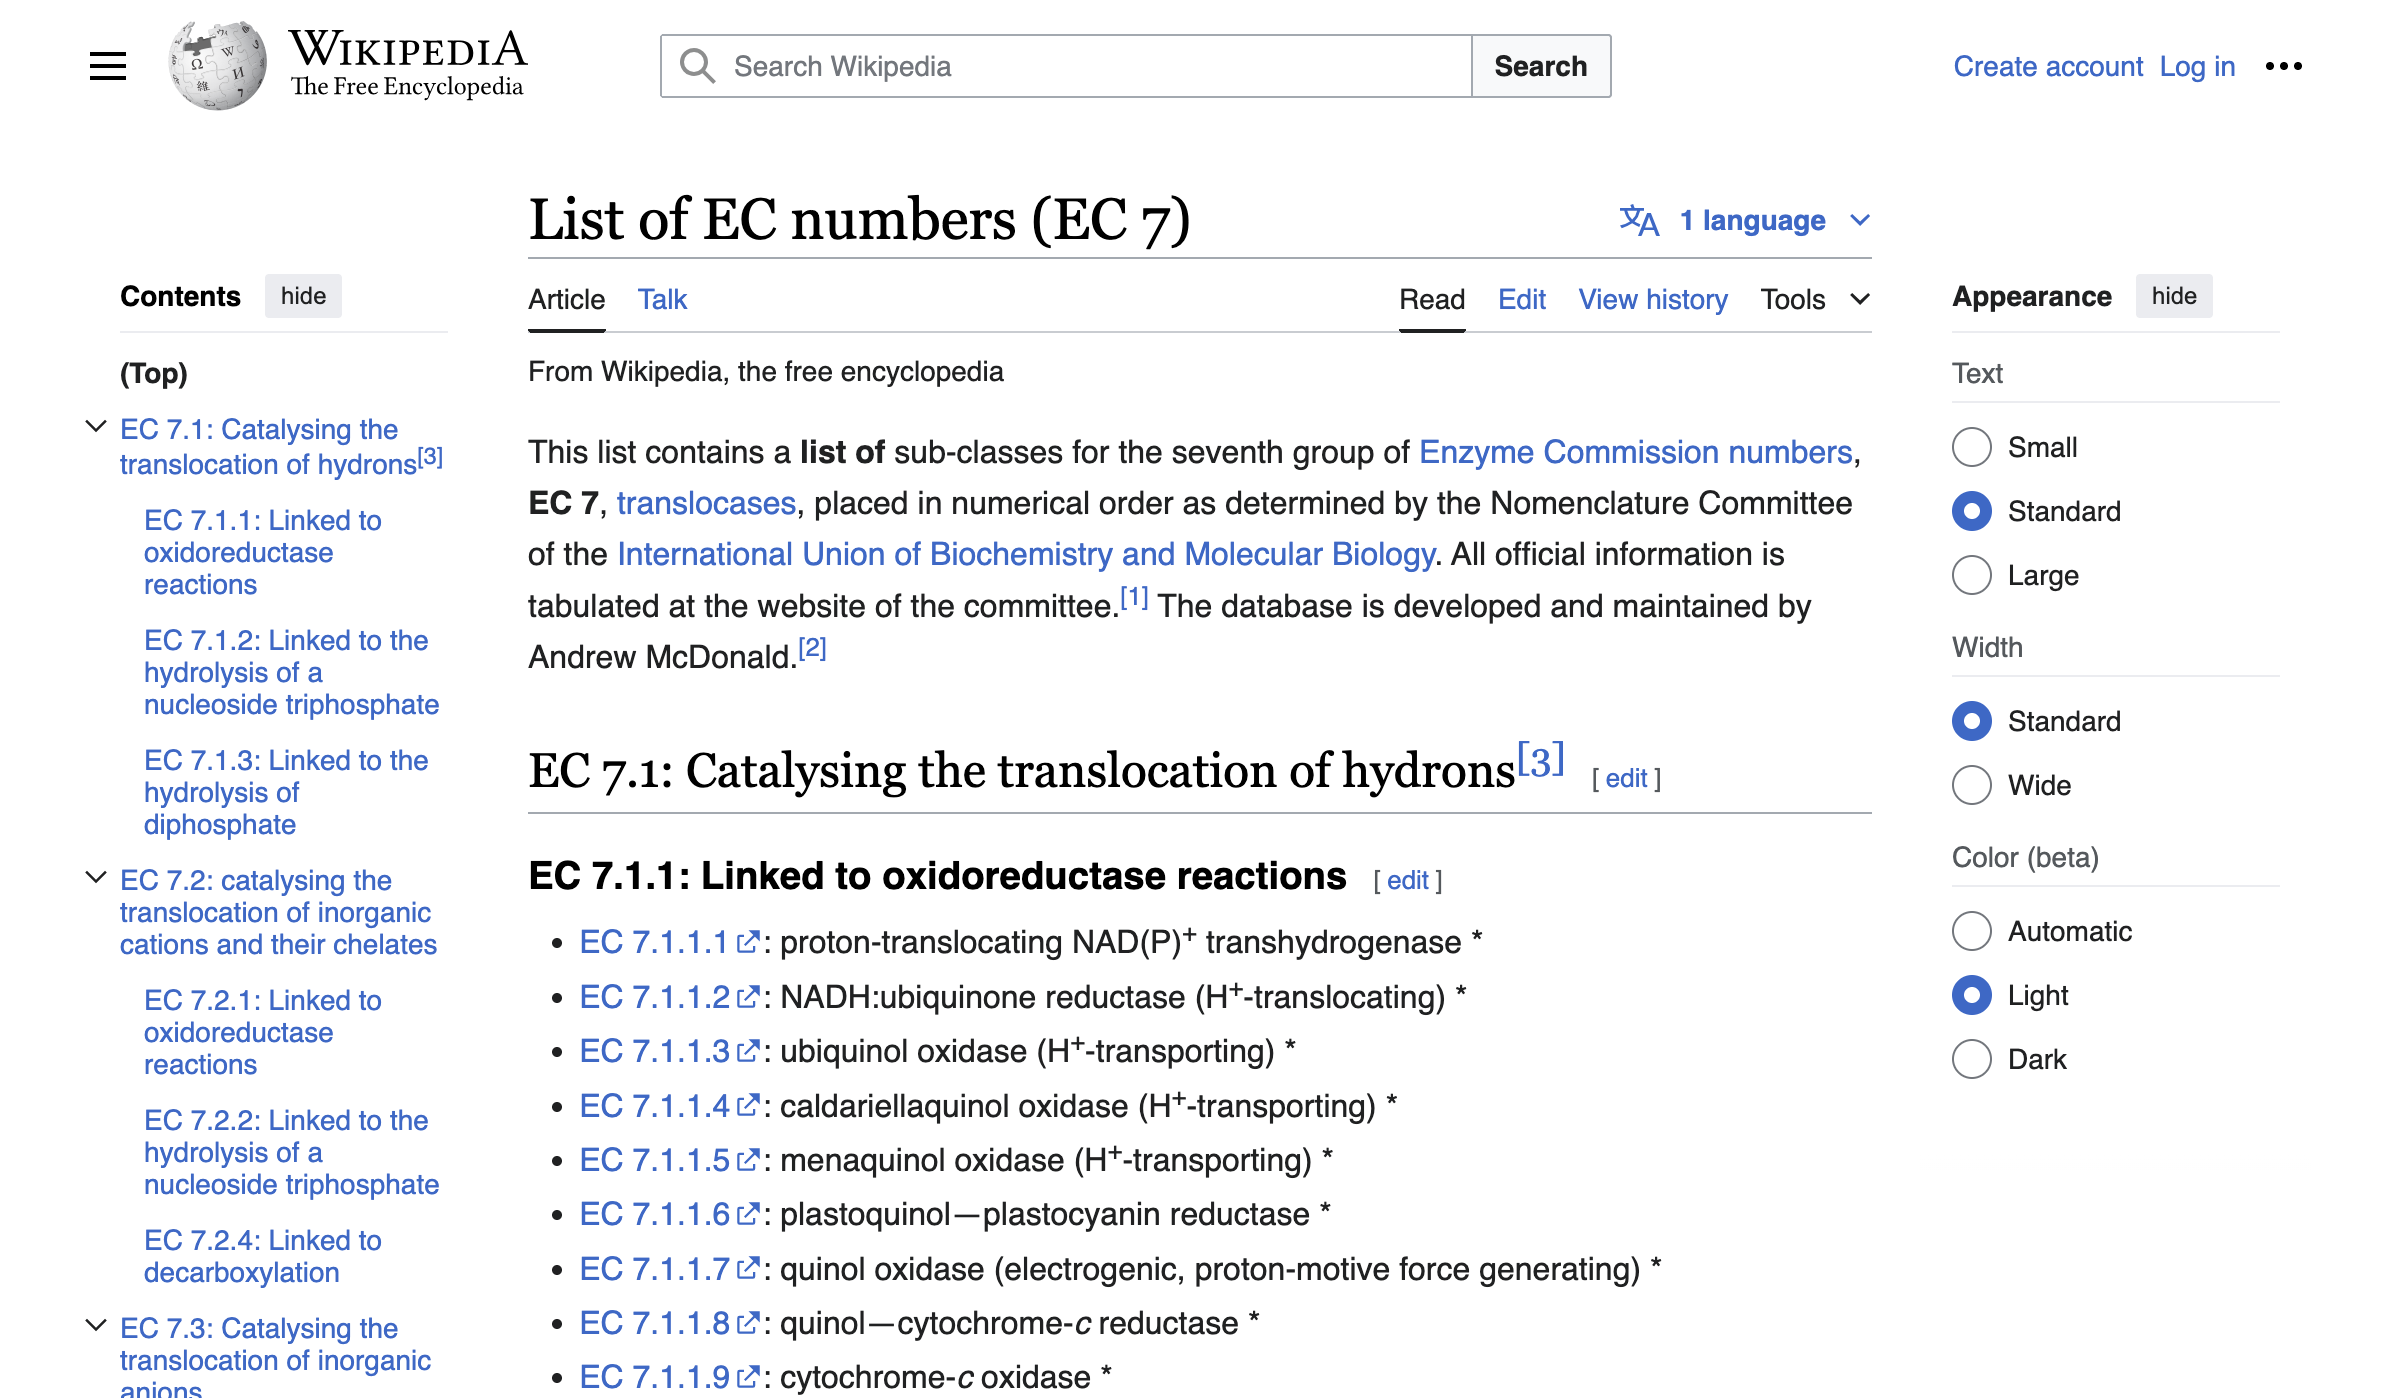 WIKIPEDIA
The Free Encyclopedia
Search Wikipedia
Search
Create account
Log in
List of EC numbers (EC 7)
1 language
Contents
hide
(Top)
EC 7.1: Catalysing the
translocation of hydrons[3]
EC 7.1.1: Linked to
oxidoreductase
reactions
EC 7.1.2: Linked to the
hydrolysis of a
nucleoside triphosphate
EC 7.1.3: Linked to the
hydrolysis of
diphosphate
EC 7.2: catalysing the
translocation of inorganic
cations and their chelates
EC 7.2.1: Linked to
oxidoreductase
reactions
EC 7.2.2: Linked to the
hydrolysis of a
nucleoside triphosphate
EC 7.2.4: Linked to
decarboxylation
EC 7.3: Catalysing the
translocation of inorganic
anions
Article
Talk
Read
Edit
View history
Tools
From Wikipedia, the free encyclopedia
This list contains a list of sub-classes for the seventh group of Enzyme Commission numbers,
EC 7, translocases, placed in numerical order as determined by the Nomenclature Committee
of the International Union of Biochemistry and Molecular Biology. All official information is
tabulated at the website of the committee.[1] The database is developed and maintained by
Andrew McDonald.[2]
EC 7.1: Catalysing the translocation of hydrons[3] [ edit ]
EC 7.1.1: Linked to oxidoreductase reactions [ edit ]
• EC 7.1.1.1: proton-translocating NAD(P)+ transhydrogenase *
• EC 7.1.1.2: NADH:ubiquinone reductase (H+-translocating) *
• EC 7.1.1.3: ubiquinol oxidase (H+-transporting) *
• EC 7.1.1.4: caldariellaquinol oxidase (H+-transporting) *
• EC 7.1.1.5: menaquinol oxidase (H+-transporting) *
• EC 7.1.1.6: plastoquinol—plastocyanin reductase *
• EC 7.1.1.7: quinol oxidase (electrogenic, proton-motive force generating) *
• EC 7.1.1.8: quinol—cytochrome-c reductase *
• EC 7.1.1.9: cytochrome-c oxidase *
Appearance
hide
Text
Small
Standard
Large
Width
Standard
Wide
Color (beta)
Automatic
Light
Dark